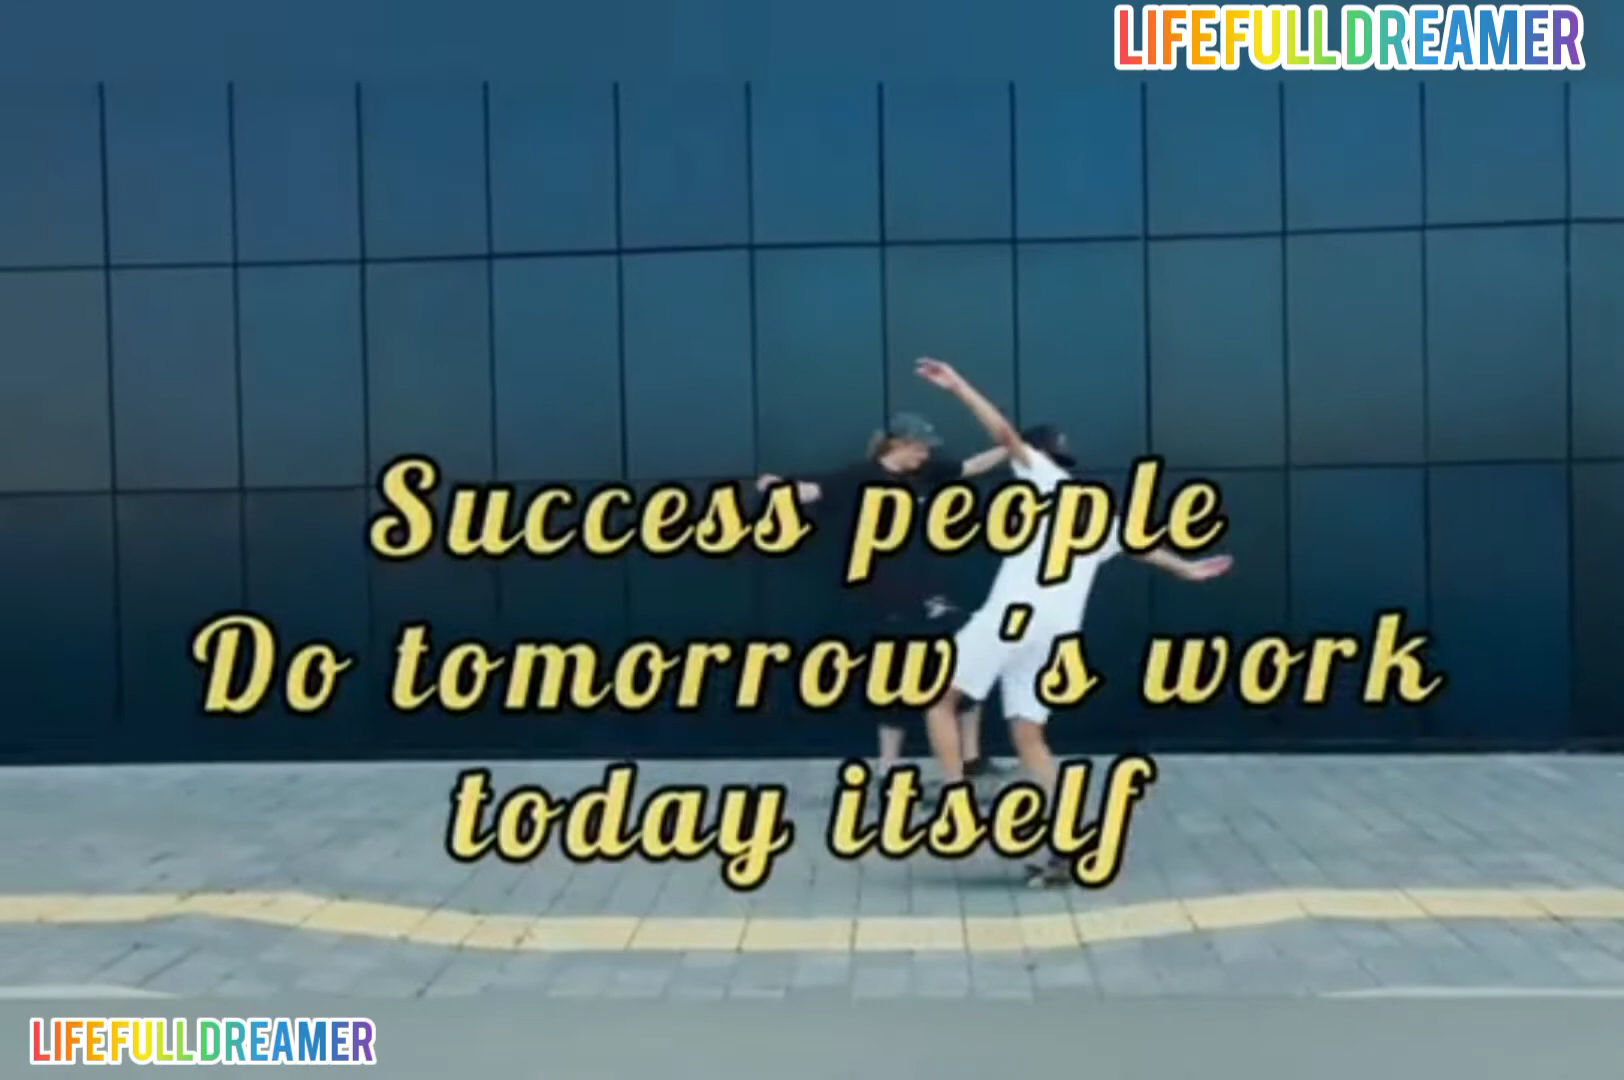 LIFEFULLDREAMER
Success people
Do tomorrow 's work
today itself
LIFEFULLDREAMER